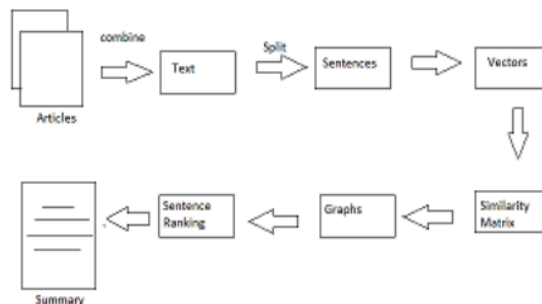 combine
Split
Text
Sentences
Vectors
Articles
Sentence
Ranking
Graphs
Similarity
Matrix
Summary